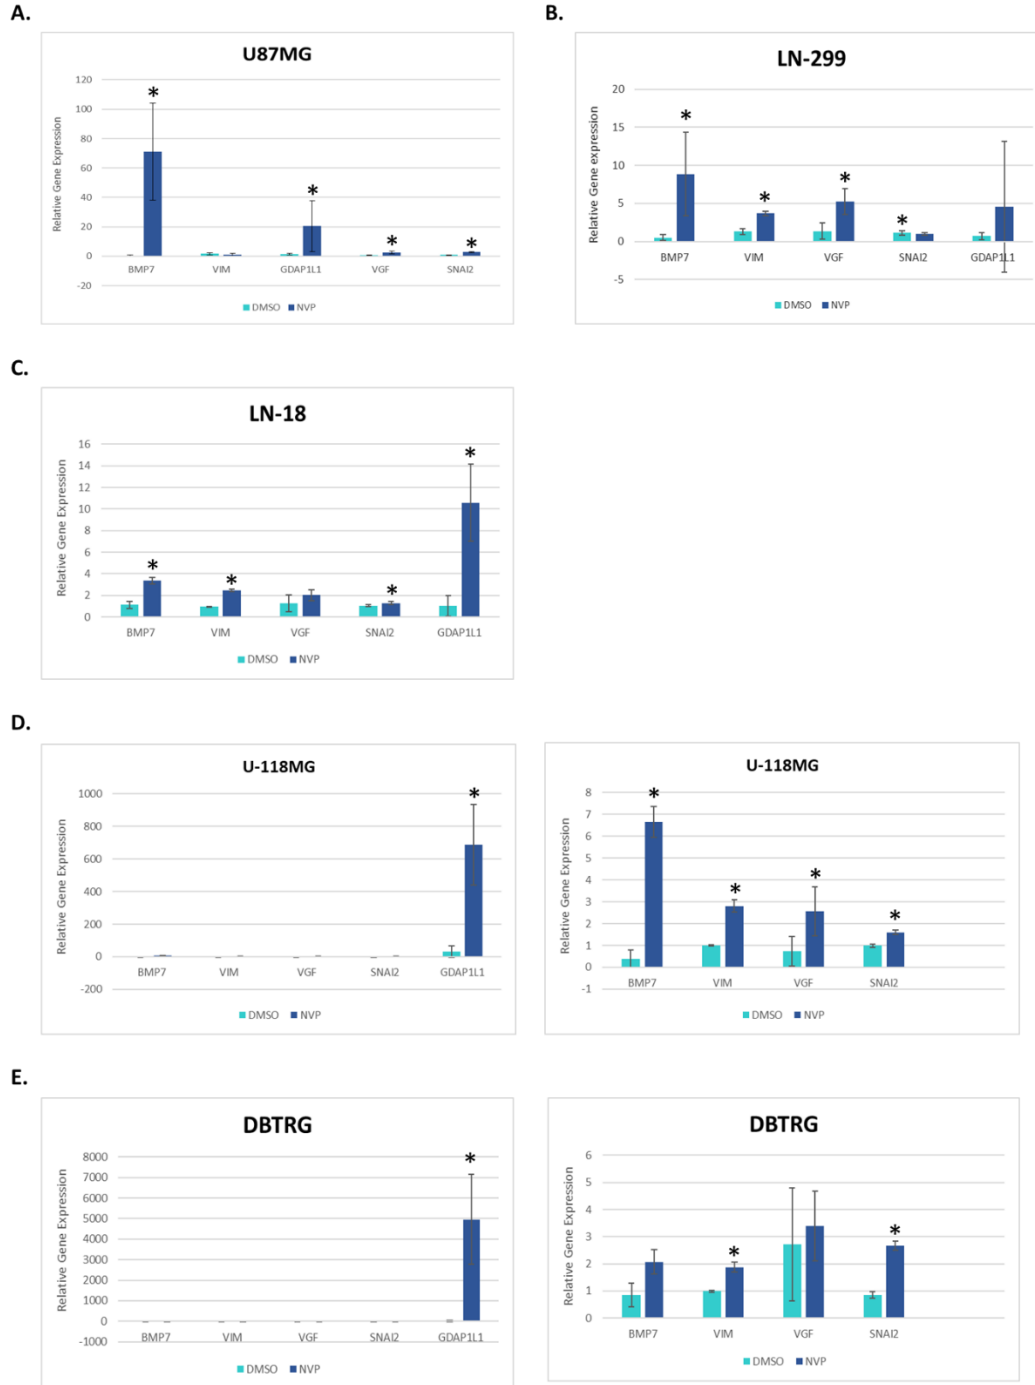 A.
U87MG
Relative Gene Expression
120
100
80
60
40
20
0
-20
*
*
*
*
BMP7 VIM GDAP1L1 VGF SNAI2
DMSO NVP
B.
LN-299
Relative Gene expression
20
15
10
5
0
-5
*
*
*
*
BMP7 VIM VGF SNAI2 GDAP1L1
DMSO NVP
C.
LN-18
Relative Gene Expression
16
14
12
10
8
6
4
2
0
*
*
*
*
BMP7 VIM VGF SNAI2 GDAP1L1
DMSO NVP
D.
U-118MG
Relative Gene Expression
1000
800
600
400
200
0
-200
*
BMP7 VIM VGF SNAI2 GDAP1L1
DMSO NVP
U-118MG
Relative Gene Expression
8
7
6
5
4
3
2
1
0
-1
*
*
*
*
BMP7 VIM VGF SNAI2
DMSO NVP
E.
DBTRG
Relative Gene Expression
8000
7000
6000
5000
4000
3000
2000
1000
0
-1000
*
BMP7 VIM VGF SNAI2 GDAP1L1
DMSO NVP
DBTRG
Relative Gene Expression
6
5
4
3
2
1
0
*
*
BMP7 VIM VGF SNAI2
DMSO NVP